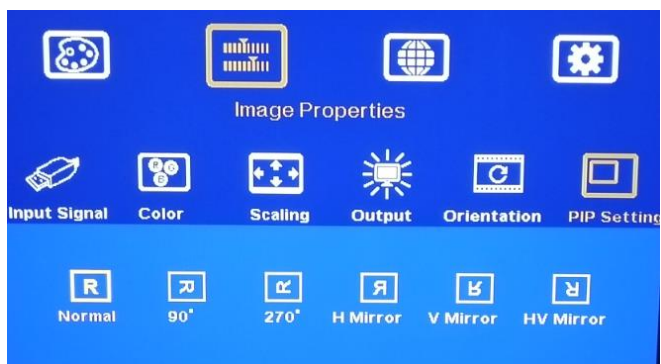 Image Properties
Input Signal Color Scaling Output Orientation PIP Setting
R
Normal 90° 270° H Mirror V Mirror HV Mirror